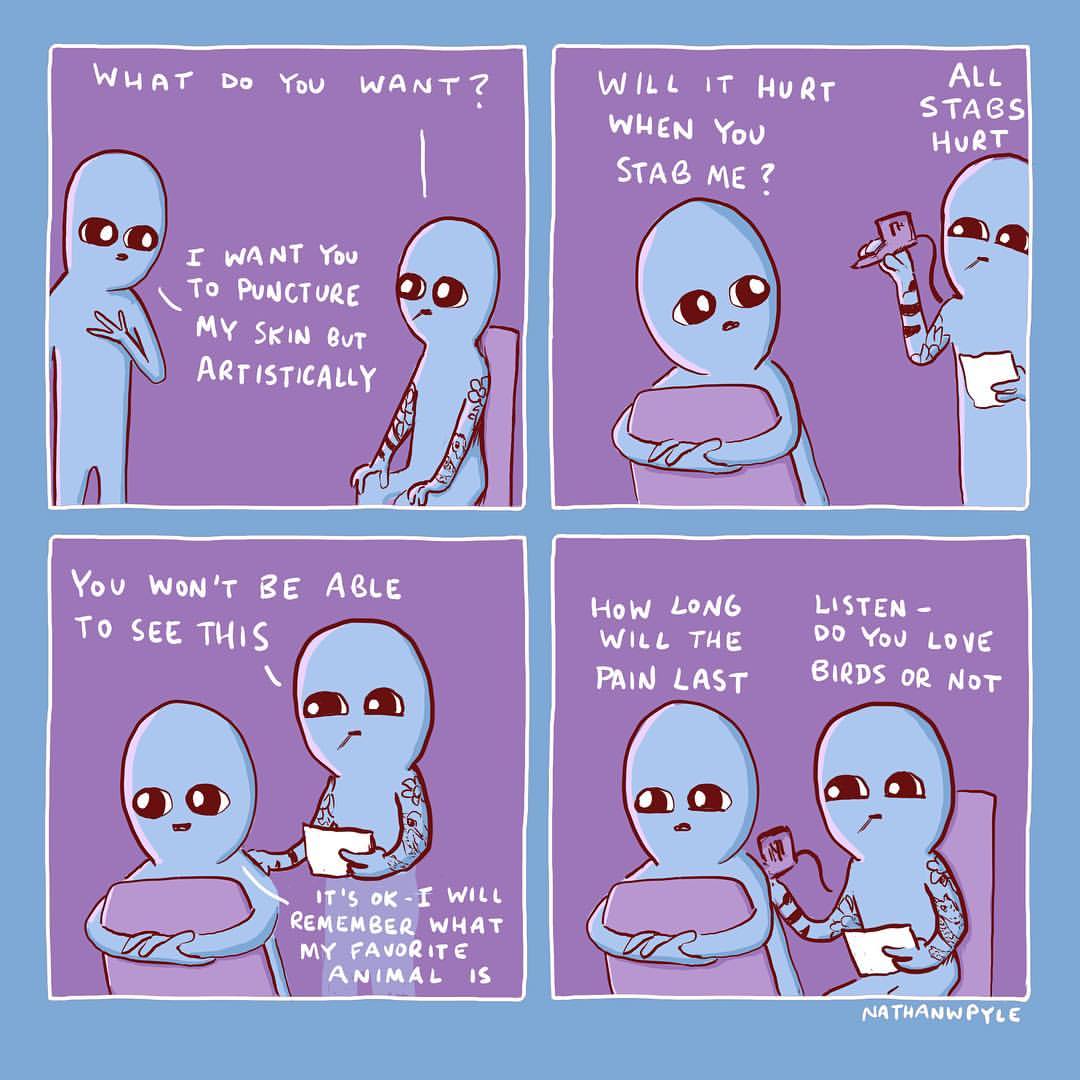 WHAT DO YOU WANT?
I WANT YOU
TO PUNCTURE
MY SKIN BUT
ARTISTICALLY
WILL IT HURT
WHEN YOU
STAB ME?
ALL
STABS
HURT
YOU WON'T BE ABLE
TO SEE THIS
IT'S OK-I WILL
REMEMBER WHAT
MY FAVORITE
ANIMAL IS
HOW LONG
WILL THE
PAIN LAST
LISTEN -
DO YOU LOVE
BIRDS OR NOT
NATHANWPYLE